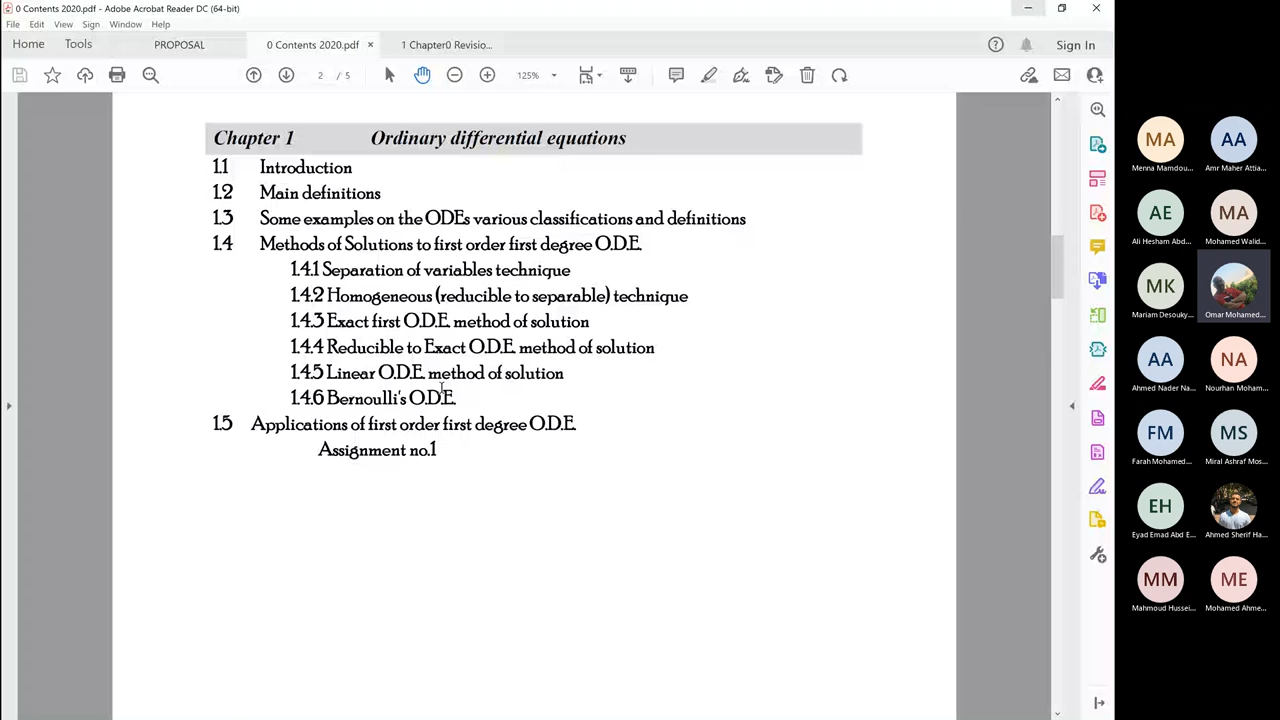 0 Contents 2020.pdf - Adobe Acrobat Reader DC (64-bit)
File Edit View Sign Window Help
Home Tools PROPOSAL 0 Contents 2020.pdf × 1 Chapter0 Revisio... Sign In
2 / 5 125%
Chapter 1 Ordinary differential equations
1.1 Introduction
1.2 Main definitions
1.3 Some examples on the ODEs various classifications and definitions
1.4 Methods of Solutions to first order first degree O.D.E.
1.4.1 Separation of variables technique
1.4.2 Homogeneous (reducible to separable) technique
1.4.3 Exact first O.D.E. method of solution
1.4.4 Reducible to Exact O.D.E. method of solution
1.4.5 Linear O.D.E. method of solution
1.4.6 Bernoulli's O.D.E.
1.5 Applications of first order first degree O.D.E.
Assignment no.1
MA AA
Menna Mamdou... Amr Maher Attia...
AE MA
Ali Hesham Abd... Mohamed Walid...
MK
Mariam Desouky... Omar Mohamed...
AA NA
Ahmed Nader Na... Nourhan Moham...
FM MS
Farah Mohamed... Miral Ashraf Mos...
EH
Eyad Emad Abd E... Ahmed Sherif Ha...
MM ME
Mahmoud Hussei... Mohamed Ahme...